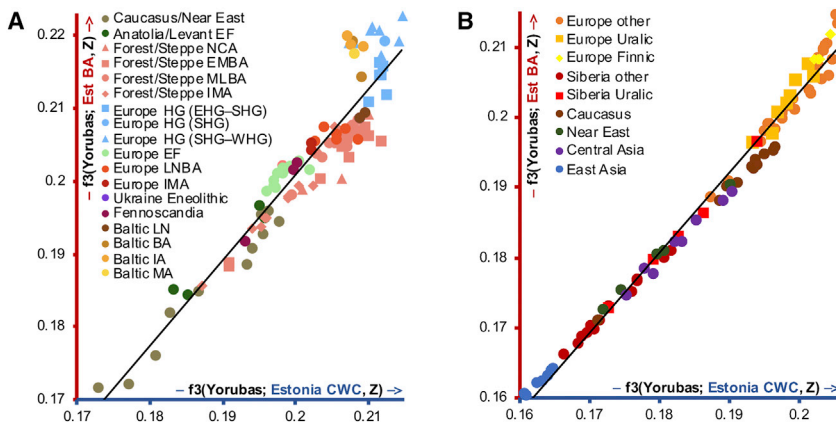 A
— f3(Yorubas; Est BA, Z) —>
0.22
0.21
0.2
0.19
0.18
0.17
Caucasus/Near East
Anatolia/Levant EF
Forest/Steppe NCA
Forest/Steppe EMBA
Forest/Steppe MLBA
Forest/Steppe IMA
Europe HG (EHG–SHG)
Europe HG (SHG)
Europe HG (SHG–WHG)
Europe EF
Europe LNBA
Europe IMA
Ukraine Eneolithic
Fennoscandia
Baltic LN
Baltic BA
Baltic IA
Baltic MA
– f3(Yorubas; Estonia CWC, Z) —>
0.17
0.18
0.19
0.2
0.21
B
— f3(Yorubas; Est BA, Z) —>
0.21
0.2
0.19
0.18
0.17
0.16
Europe other
Europe Uralic
Europe Finnic
Siberia other
Siberia Uralic
Caucasus
Near East
Central Asia
East Asia
– f3(Yorubas; Estonia CWC, Z) —>
0.16
0.17
0.18
0.19
0.2